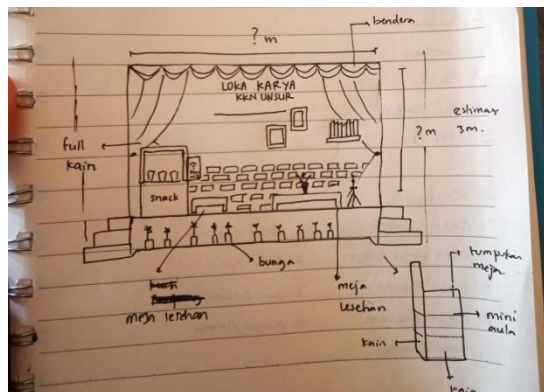 ? m
bendera
LOKA KARYA
KKN UNSUR
estimasi
3 m.
? m
full
kain
snack
bunga
meja lesehan
meja
lesehan
tumpukan
meja
mini
aula
kain
kain